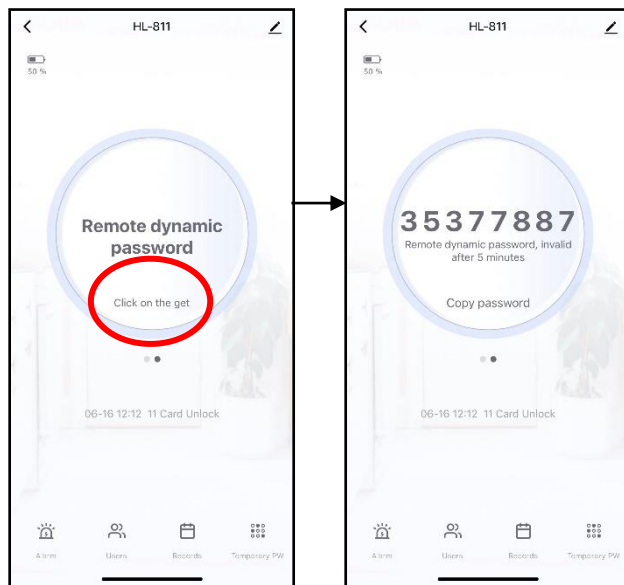 HL-811
50 %
Remote dynamic
password
Click on the get
06-16 12:12 11 Card Unlock
Alarm Users Records Temporary PW
HL-811
50 %
35377887
Remote dynamic password, invalid
after 5 minutes
Copy password
06-16 12:12 11 Card Unlock
Alarm Users Records Temporary PW